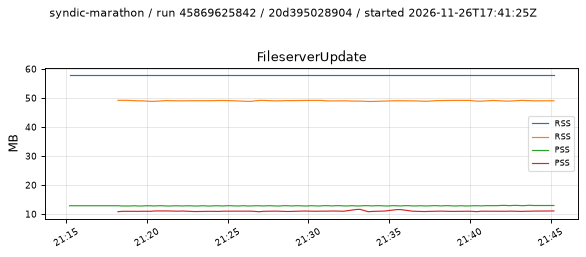 syndic-marathon / run 45869625842 / 20d395028904 / started 2026-11-26T17:41:25Z
FileserverUpdate
MB
60
50
40
30
20
10
RSS
RSS
PSS
PSS
21:15
21:20
21:25
21:30
21:35
21:40
21:45